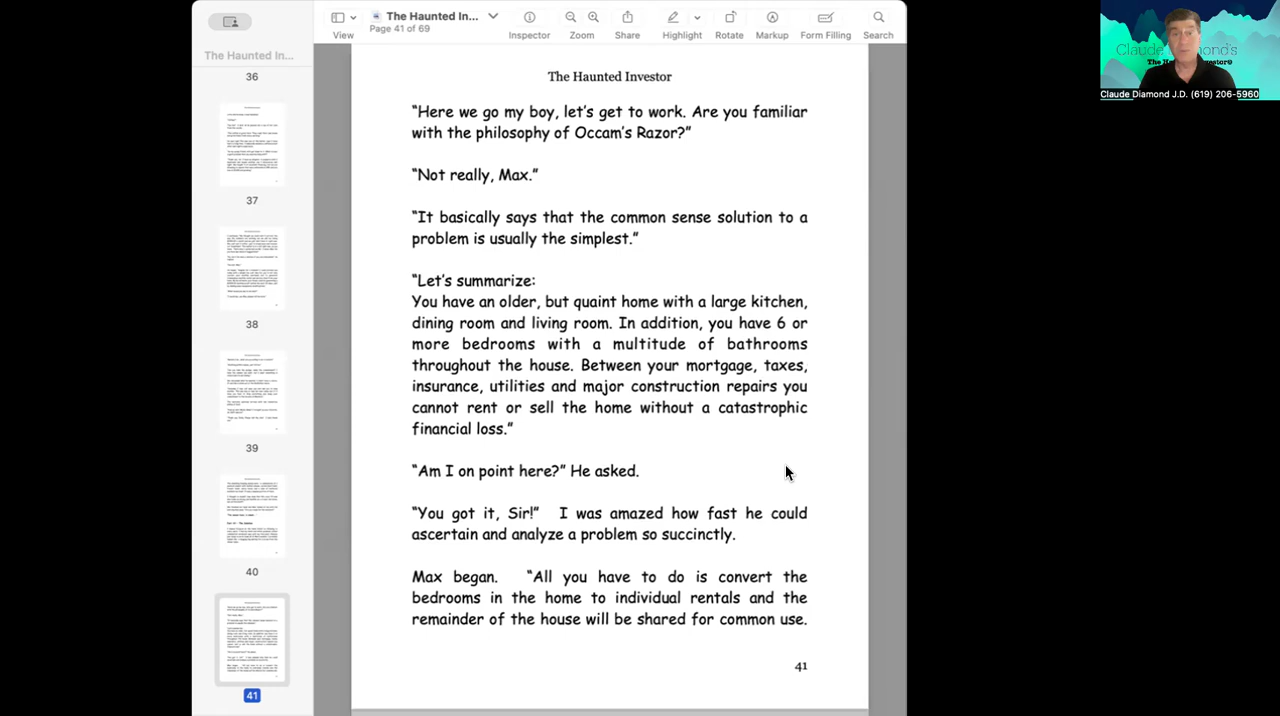 The Haunted In...
Page 41 of 69
View
Inspector
Zoom
Share
Highlight
Rotate
Markup
Form Filling
Search
The Haunted In...
36
37
38
39
40
41
The Haunted Investor
“Here we go my boy, let’s get to work. Are you familiar
with the philosophy of Occam’s Razor?”
“Not really, Max.”
“It basically says that the common sense solution to a
problem is usually the simplest.”
“Let’s summarize:
You have an older, but quaint home with a large kitchen,
dining room and living room. In addition, you have 6 or
more bedrooms with a multitude of bathrooms
throughout the house. Between your mortgage, taxes,
insurance, utilities and major construction repairs you
cannot rent or sell the home without a catastrophic
financial loss.”
“Am I on point here?” He asked.
“You got it, Sir!” I was amazed how fast he could
ascertain and analyze a problem so succinctly.
Max began. “All you have to do is convert the
bedrooms in the home to individual rentals and the
remainder of the house will be shared for common use.
41
Claude Diamond's
Claude Diamond J.D. (619) 206-5960